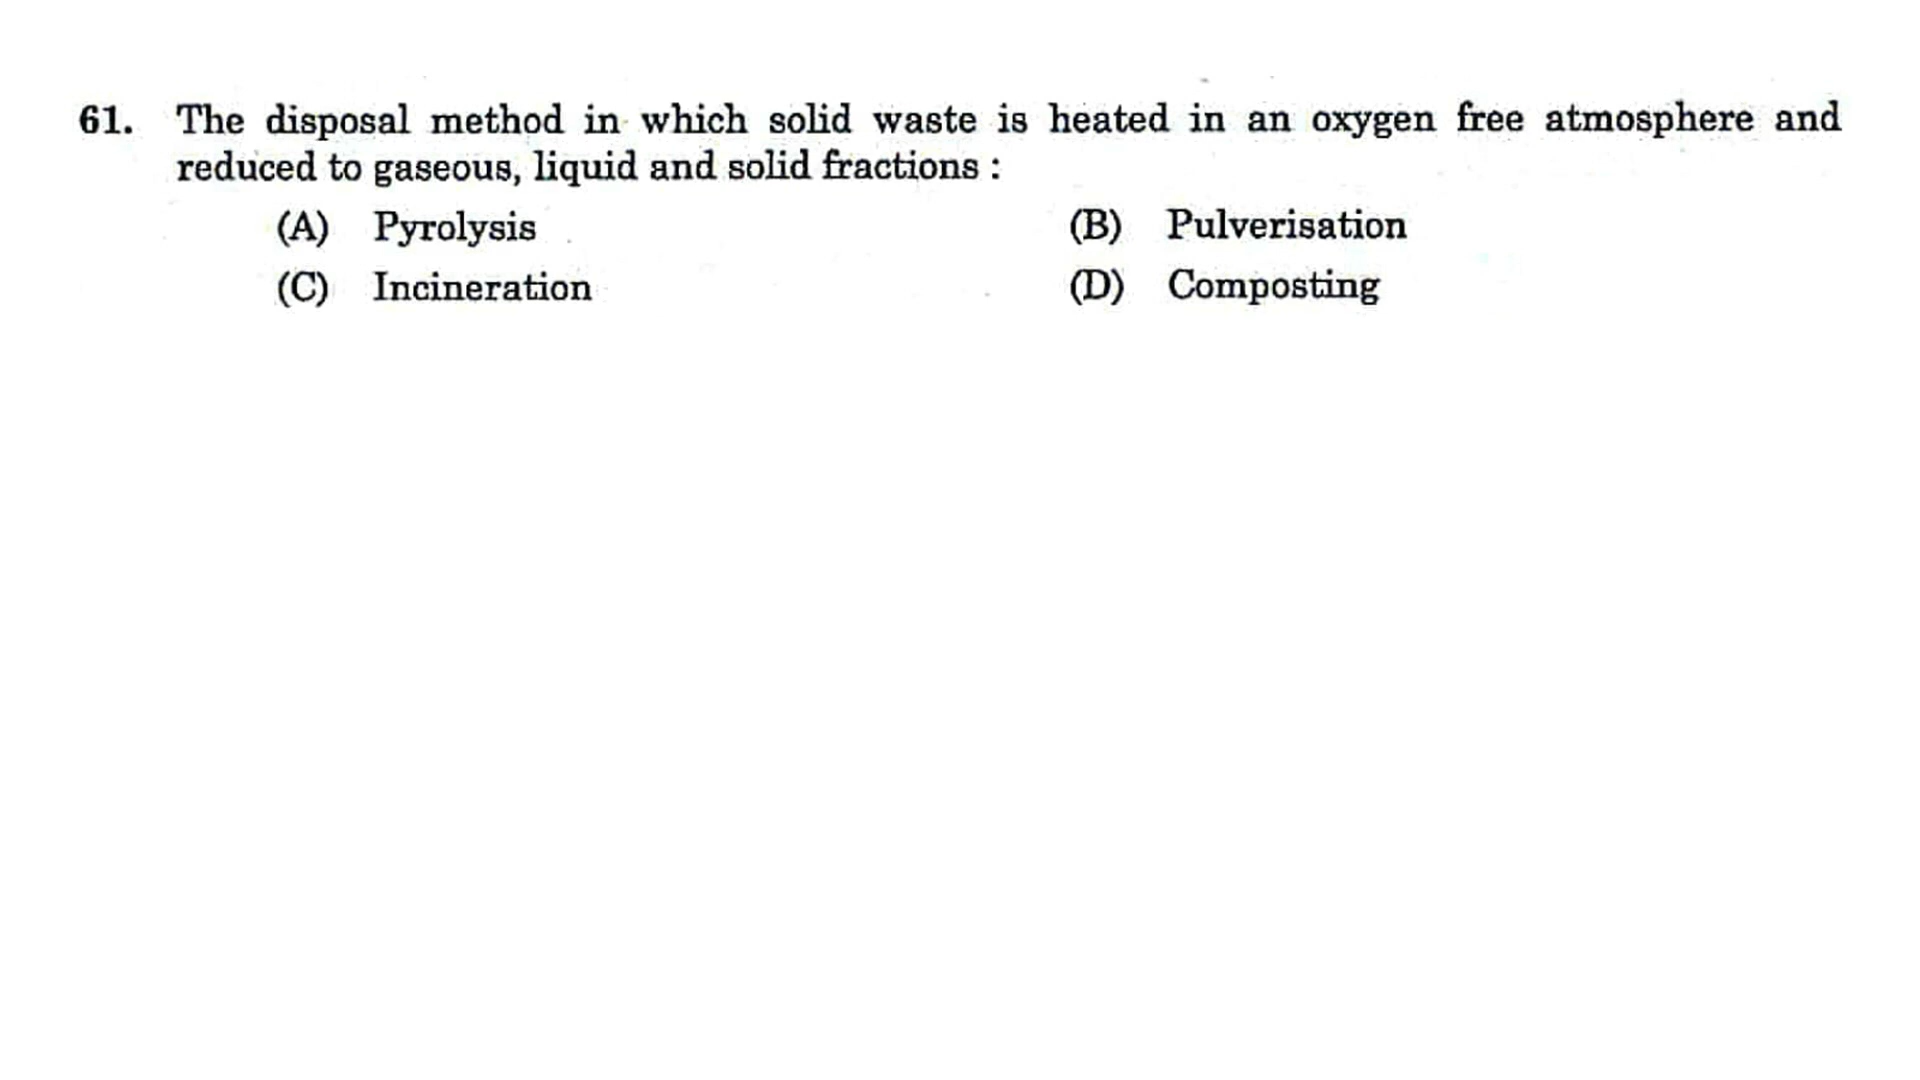 61. The disposal method in which solid waste is heated in an oxygen free atmosphere and
reduced to gaseous, liquid and solid fractions :
(A) Pyrolysis (B) Pulverisation
(C) Incineration (D) Composting